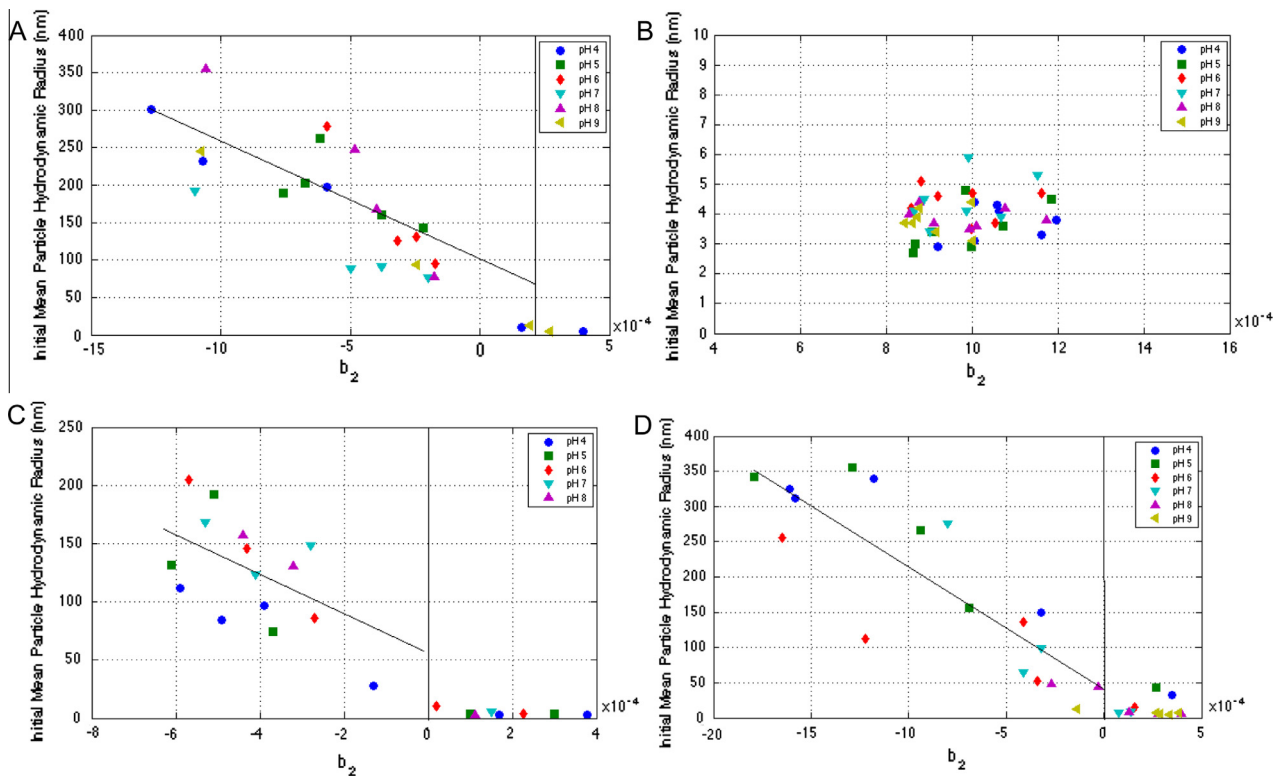 A
Initial Mean Particle Hydrodynamic Radius (nm)
400
350
300
250
200
150
100
50
0
-15
-10
-5
0
5
×10⁻⁴
b₂
pH 4
pH 5
pH 6
pH 7
pH 8
pH 9
B
Initial Mean Particle Hydrodynamic Radius (nm)
10
9
8
7
6
5
4
3
2
1
0
4
6
8
10
12
14
16
×10⁻⁴
b₂
pH 4
pH 5
pH 6
pH 7
pH 8
pH 9
C
Initial Mean Particle Hydrodynamic Radius (nm)
250
200
150
100
50
0
-8
-6
-4
-2
0
2
4
×10⁻⁴
b₂
pH 4
pH 5
pH 6
pH 7
pH 8
D
Initial Mean Particle Hydrodynamic Radius (nm)
400
350
300
250
200
150
100
50
0
-20
-15
-10
-5
0
5
×10⁻⁴
b₂
pH 4
pH 5
pH 6
pH 7
pH 8
pH 9